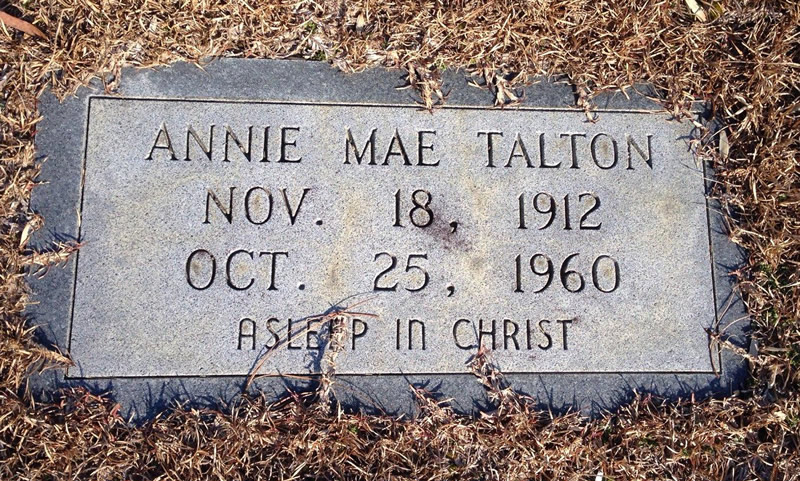 ANNIE MAE TALTON
NOV. 18, 1912
OCT. 25, 1960
ASLEEP IN CHRIST